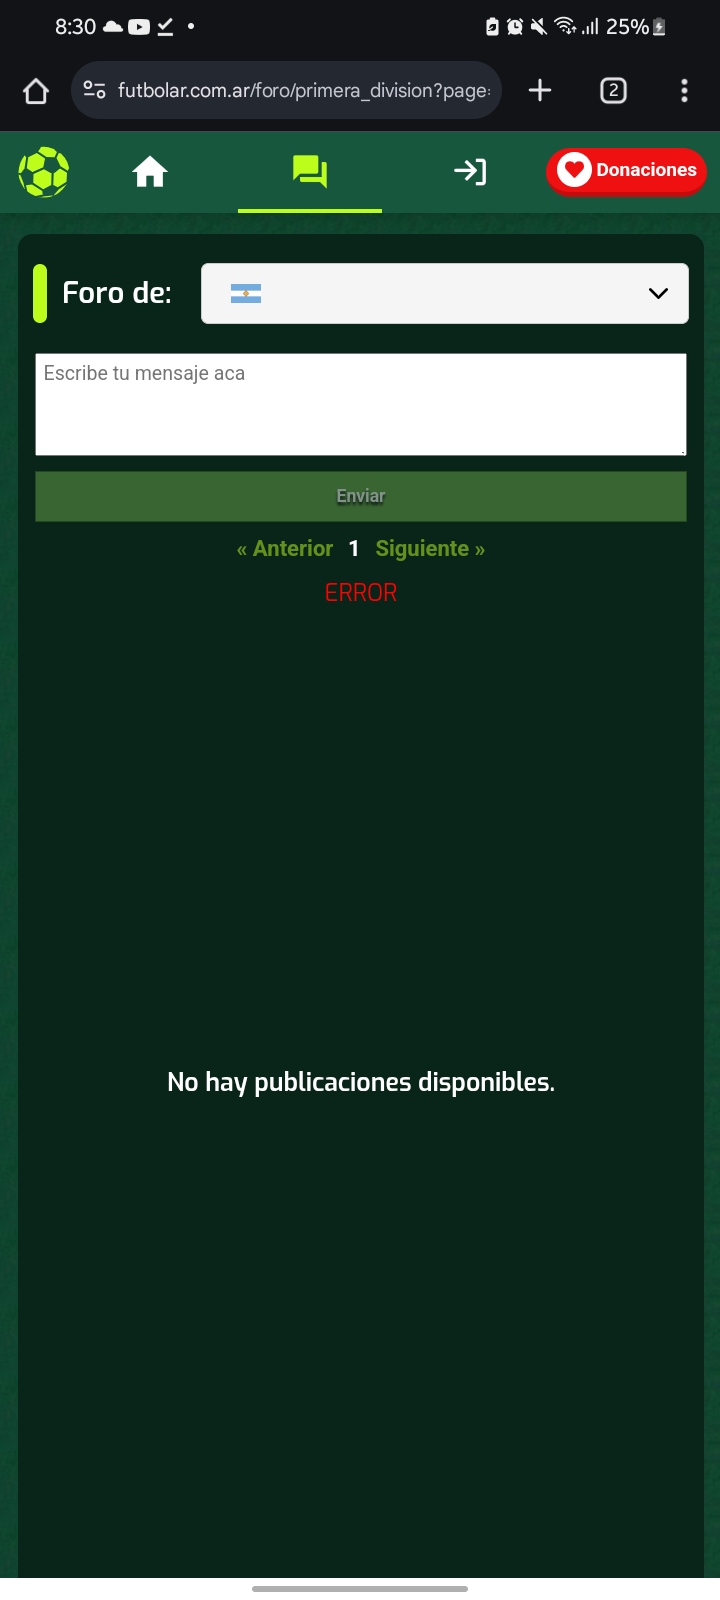 8:30
25%
futbolar.com.ar/foro/primera_division?page=
2
Donaciones
Foro de:
Escribe tu mensaje aca
Enviar
« Anterior 1 Siguiente »
ERROR
No hay publicaciones disponibles.